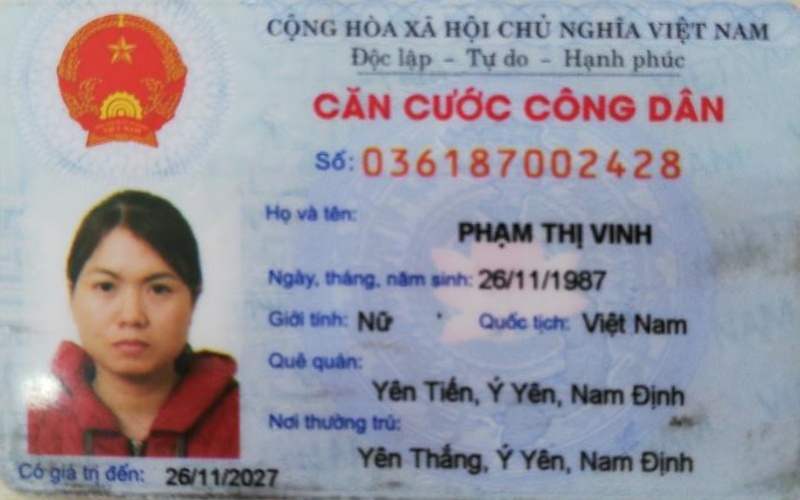 CỘNG HÒA XÃ HỘI CHỦ NGHĨA VIỆT NAM
Độc lập - Tự do - Hạnh phúc
CĂN CƯỚC CÔNG DÂN
Số: 036187002428
Họ và tên:
PHẠM THỊ VINH
Ngày, tháng, năm sinh: 26/11/1987
Giới tính: Nữ Quốc tịch: Việt Nam
Quê quán:
Yên Tiến, Ý Yên, Nam Định
Nơi thường trú:
Yên Thắng, Ý Yên, Nam Định
Có giá trị đến: 26/11/2027